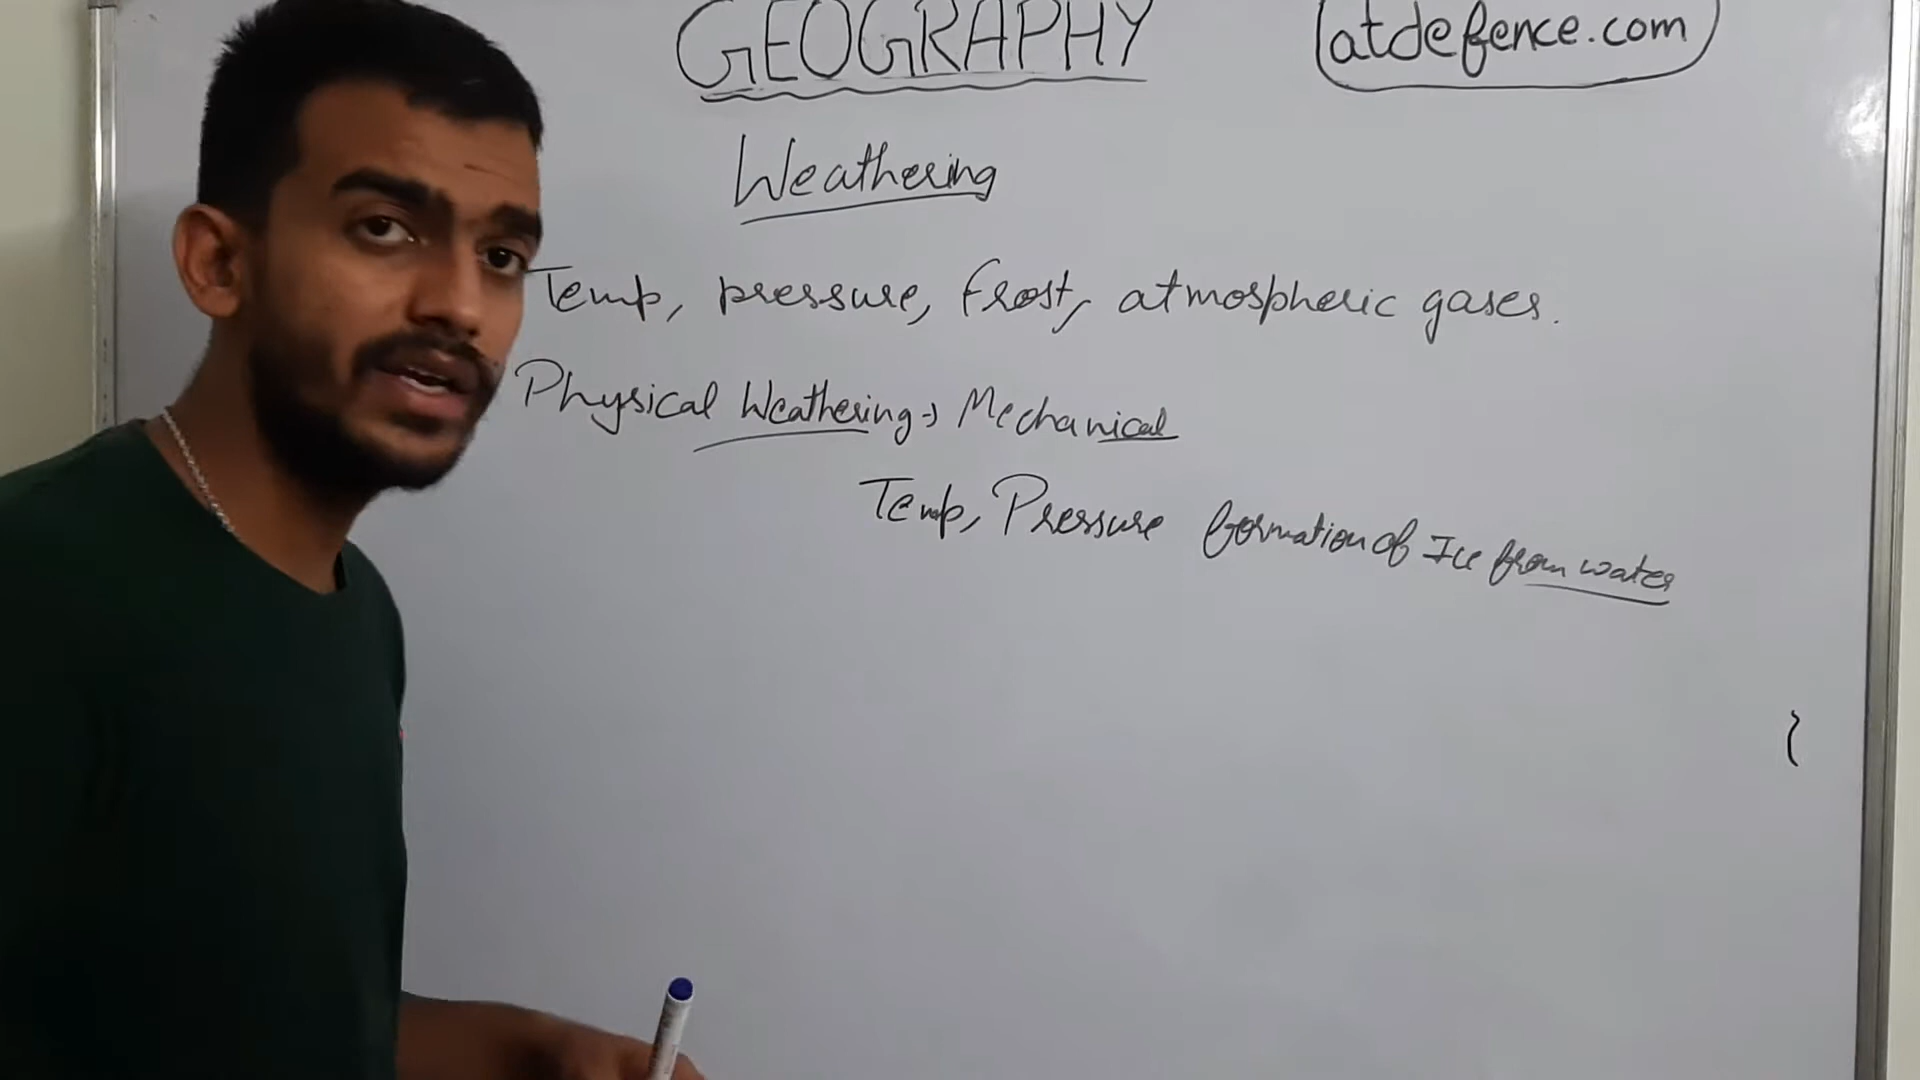 GEOGRAPHY
atdefence.com
Weathering
Temp, pressure, frost, atmospheric gases.
Physical Weathering → Mechanical
Temp, Pressure formation of Ice from water